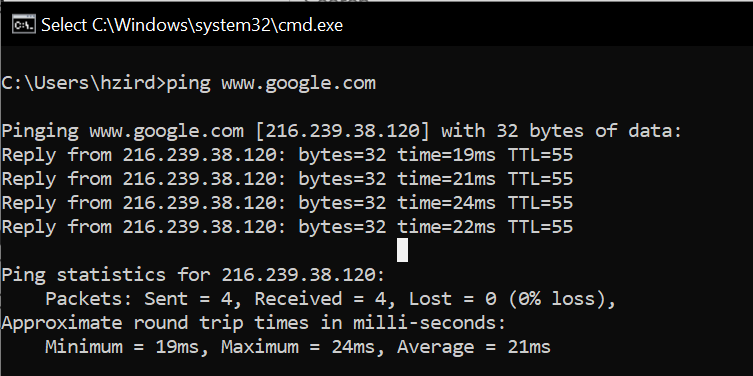 Select C:\Windows\system32\cmd.exe
C:\Users\hzird>ping www.google.com
Pinging www.google.com [216.239.38.120] with 32 bytes of data:
Reply from 216.239.38.120: bytes=32 time=19ms TTL=55
Reply from 216.239.38.120: bytes=32 time=21ms TTL=55
Reply from 216.239.38.120: bytes=32 time=24ms TTL=55
Reply from 216.239.38.120: bytes=32 time=22ms TTL=55
Ping statistics for 216.239.38.120:
Packets: Sent = 4, Received = 4, Lost = 0 (0% loss),
Approximate round trip times in milli-seconds:
Minimum = 19ms, Maximum = 24ms, Average = 21ms